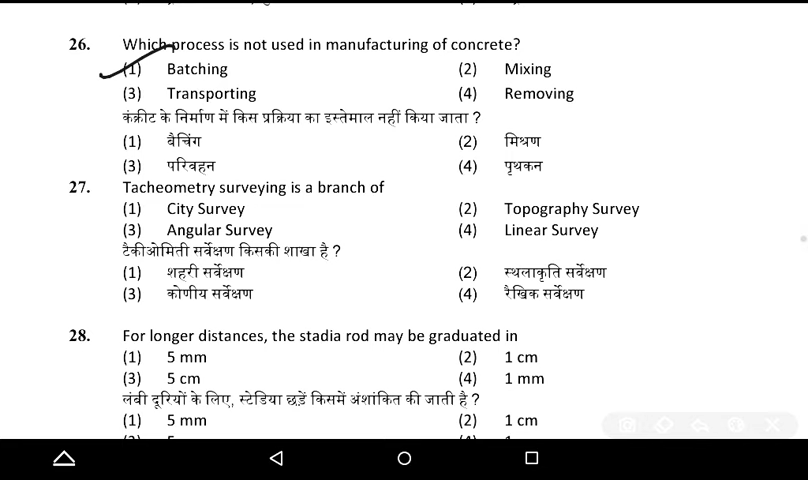 26. Which process is not used in manufacturing of concrete?
(1) Batching (2) Mixing
(3) Transporting (4) Removing
कंक्रीट के निर्माण में किस प्रक्रिया का इस्तेमाल नहीं किया जाता ?
(1) बैचिंग (2) मिश्रण
(3) परिवहन (4) पृथकन
27. Tacheometry surveying is a branch of
(1) City Survey (2) Topography Survey
(3) Angular Survey (4) Linear Survey
टैकीओमिती सर्वेक्षण किसकी शाखा है ?
(1) शहरी सर्वेक्षण (2) स्थलाकृति सर्वेक्षण
(3) कोणीय सर्वेक्षण (4) रैखिक सर्वेक्षण
28. For longer distances, the stadia rod may be graduated in
(1) 5 mm (2) 1 cm
(3) 5 cm (4) 1 mm
लंबी दूरियों के लिए, स्टेडिया छड़ें किसमें अंशांकित की जाती है ?
(1) 5 mm (2) 1 cm